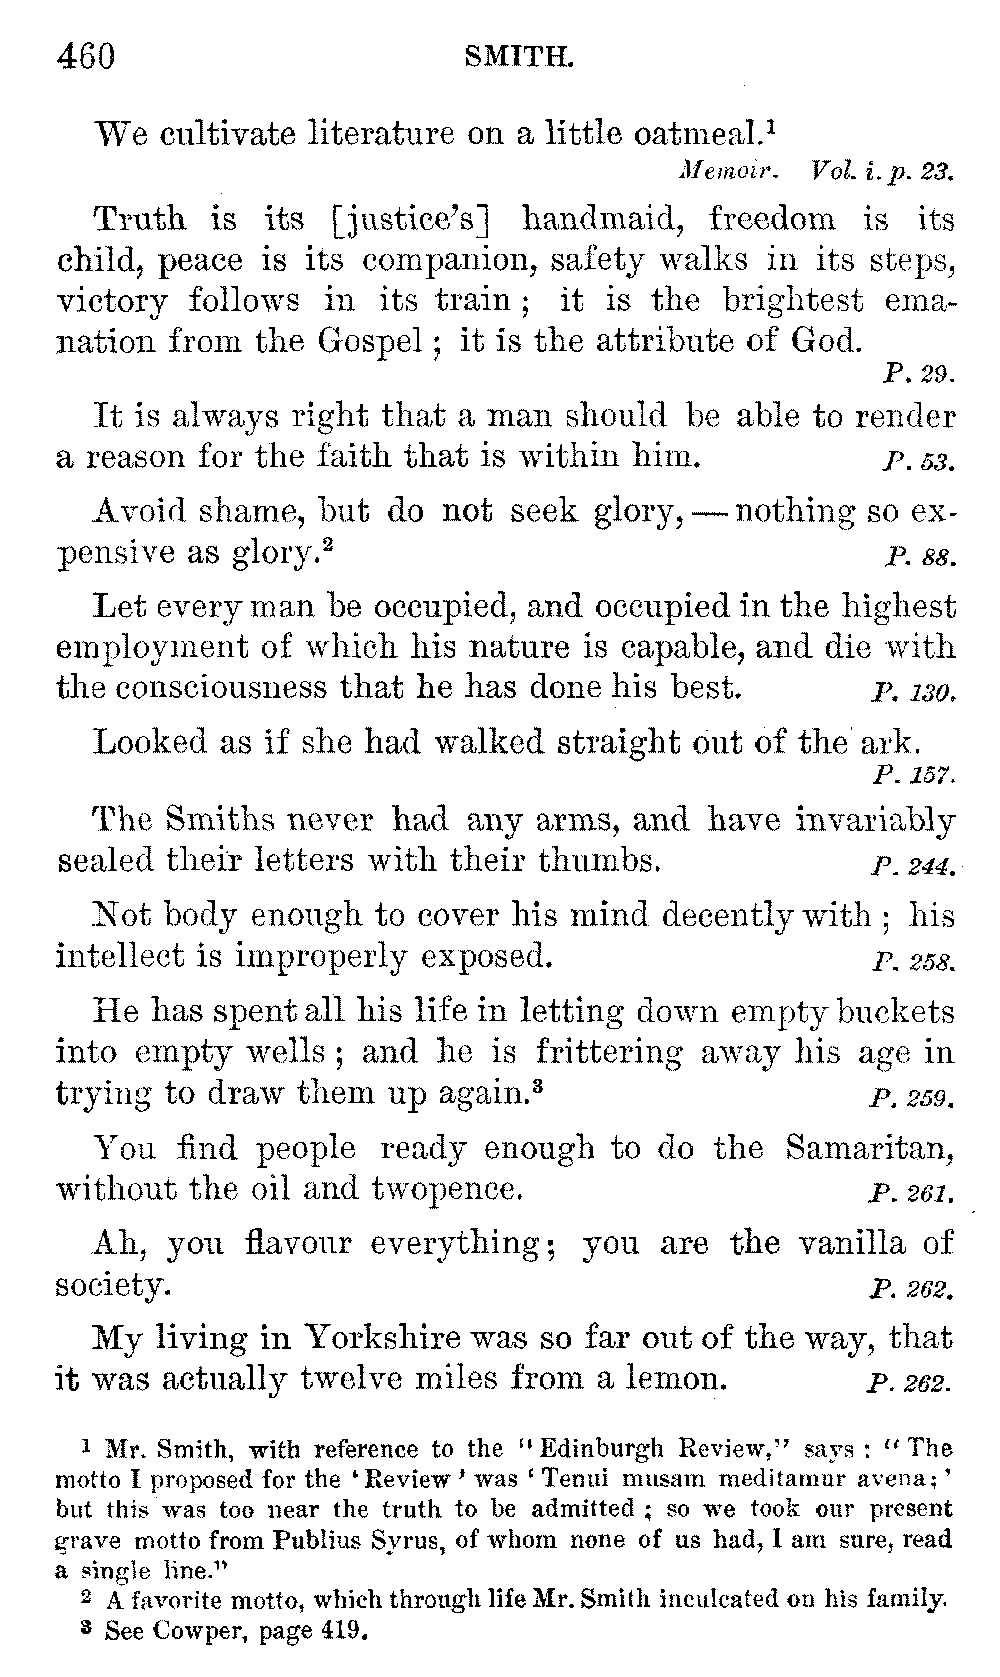 460 SMITH.
We cultivate literature on a little oatmeal.¹
Memoir. Vol. i. p. 23.
Truth is its [justice's] handmaid, freedom is its
child, peace is its companion, safety walks in its steps,
victory follows in its train ; it is the brightest ema-
nation from the Gospel ; it is the attribute of God.
P. 29.
It is always right that a man should be able to render
a reason for the faith that is within him. P. 53.
Avoid shame, but do not seek glory, — nothing so ex-
pensive as glory.² P. 88.
Let every man be occupied, and occupied in the highest
employment of which his nature is capable, and die with
the consciousness that he has done his best. P. 130.
Looked as if she had walked straight out of the ark.
P. 157.
The Smiths never had any arms, and have invariably
sealed their letters with their thumbs. P. 244.
Not body enough to cover his mind decently with ; his
intellect is improperly exposed. P. 258.
He has spent all his life in letting down empty buckets
into empty wells ; and he is frittering away his age in
trying to draw them up again.³ P. 259.
You find people ready enough to do the Samaritan,
without the oil and twopence. P. 261.
Ah, you flavour everything; you are the vanilla of
society. P. 262.
My living in Yorkshire was so far out of the way, that
it was actually twelve miles from a lemon. P. 262.
1 Mr. Smith, with reference to the "Edinburgh Review," says : "The
motto I proposed for the 'Review' was 'Tenui musam meditamur avena;'
but this was too near the truth to be admitted ; so we took our present
grave motto from Publius Syrus, of whom none of us had, I am sure, read
a single line."
2 A favorite motto, which through life Mr. Smith inculcated on his family.
3 See Cowper, page 419.